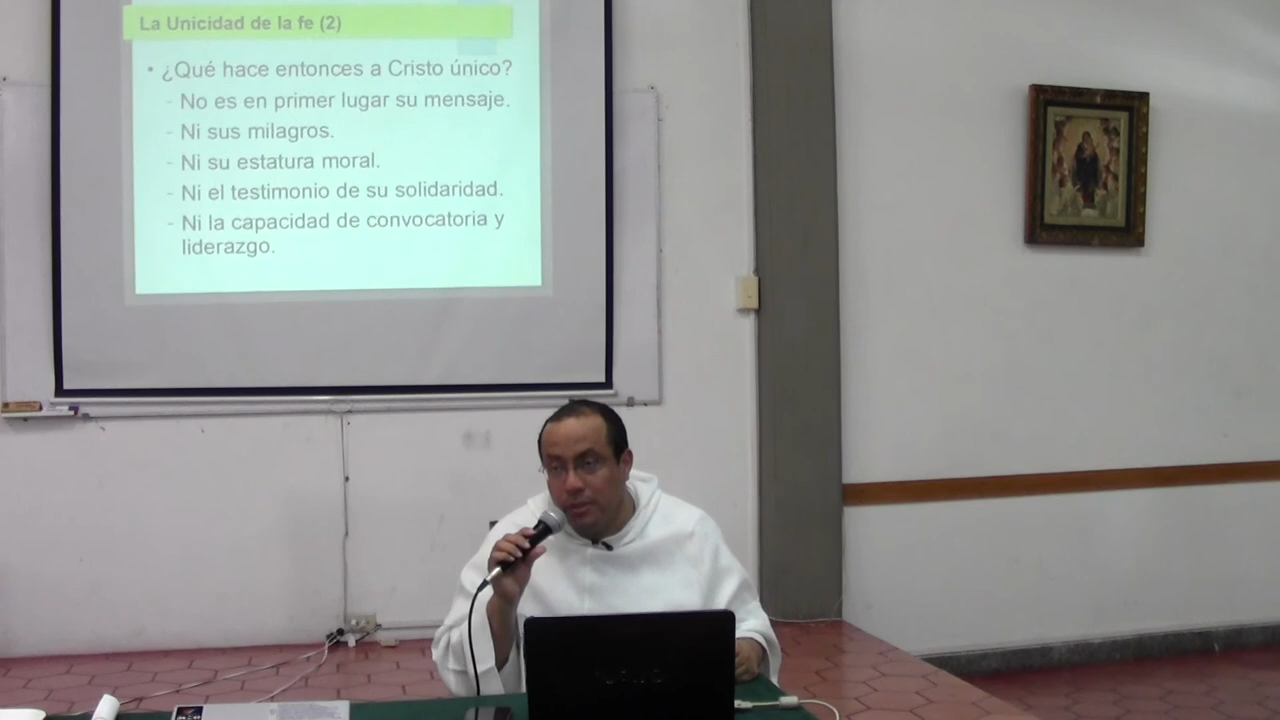 La Unicidad de la fe (2)
• ¿Qué hace entonces a Cristo único?
- No es en primer lugar su mensaje.
- Ni sus milagros.
- Ni su estatura moral.
- Ni el testimonio de su solidaridad.
- Ni la capacidad de convocatoria y
liderazgo.